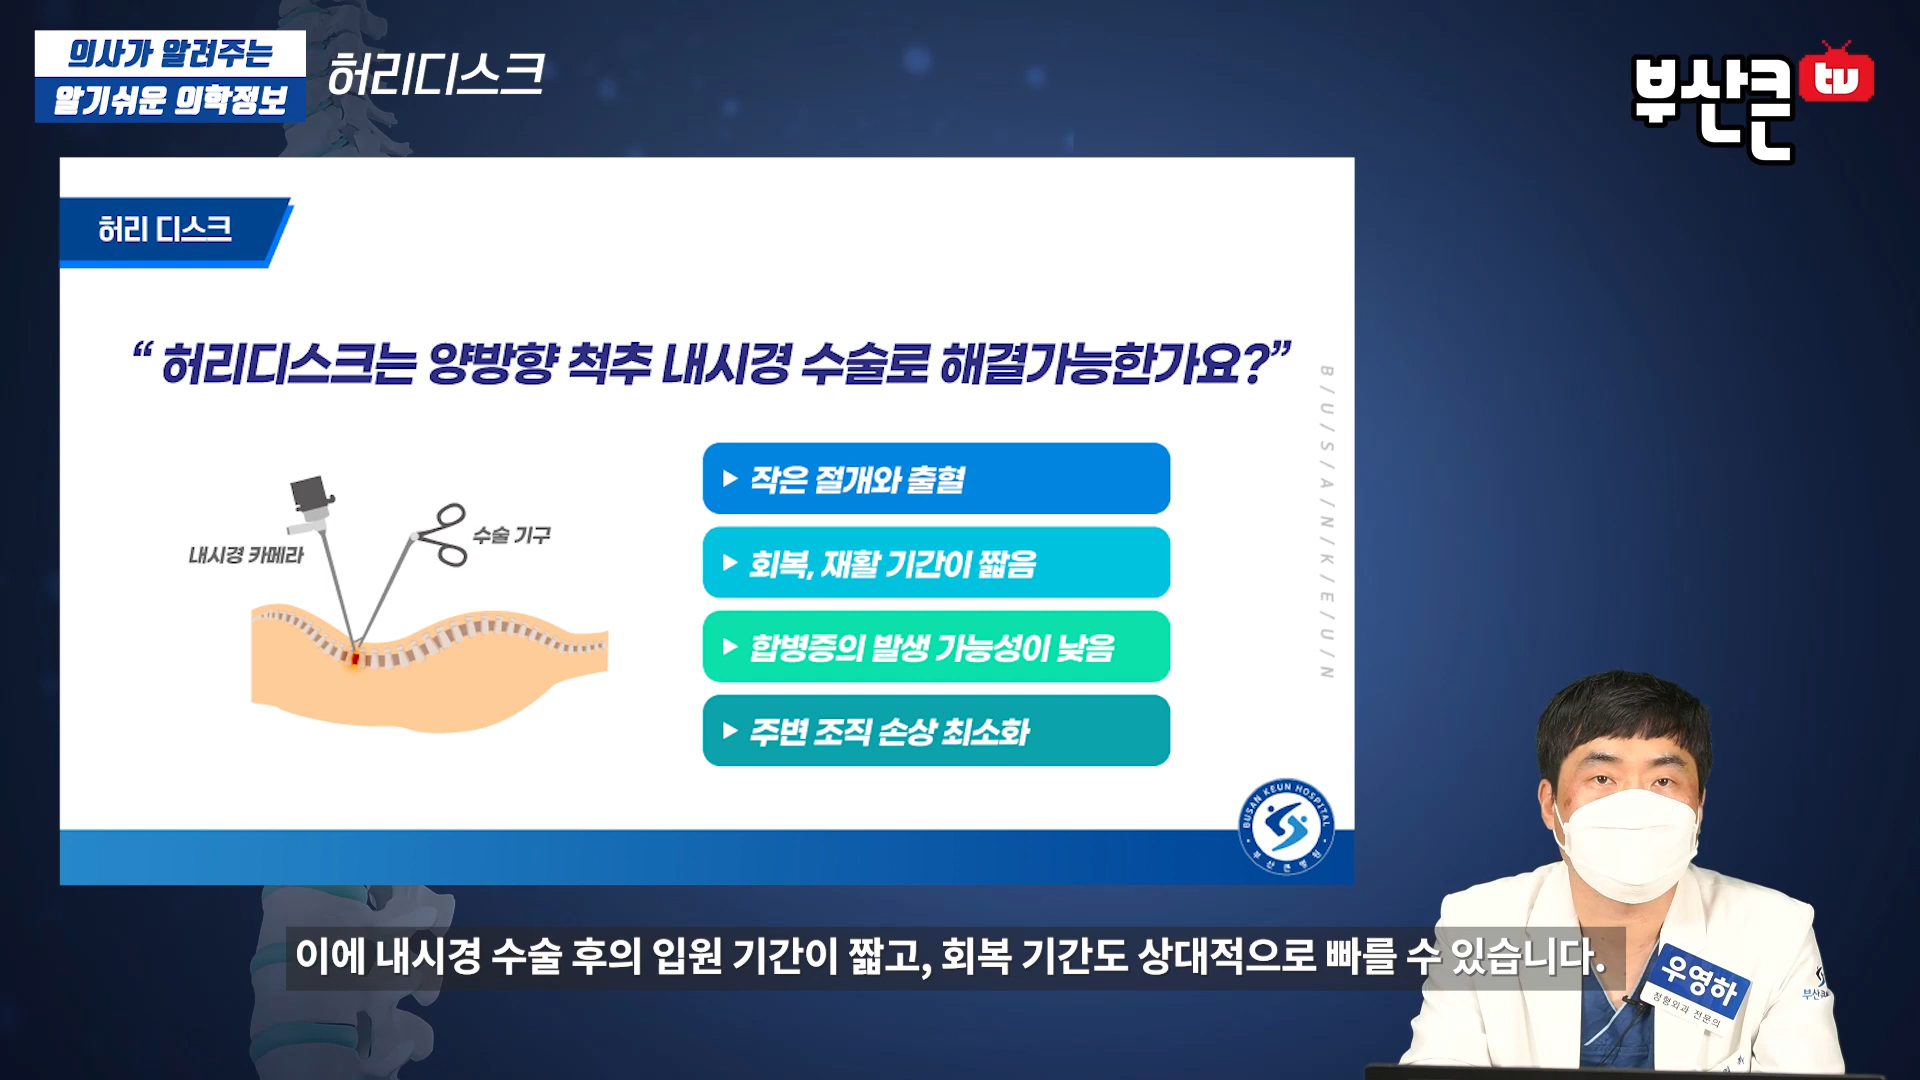 의사가 알려주는
알기쉬운 의학정보
허리디스크
부산큰 tv
허리 디스크
“ 허리디스크는 양방향 척추 내시경 수술로 해결가능한가요?”
내시경 카메라
수술 기구
▶ 작은 절개와 출혈
▶ 회복, 재활 기간이 짧음
▶ 합병증의 발생 가능성이 낮음
▶ 주변 조직 손상 최소화
B/U/S/A/N/K/E/U/N
BUSAN KEUN HOSPITAL
부산큰병원
이에 내시경 수술 후의 입원 기간이 짧고, 회복 기간도 상대적으로 빠를 수 있습니다.
우영하
정형외과 전문의